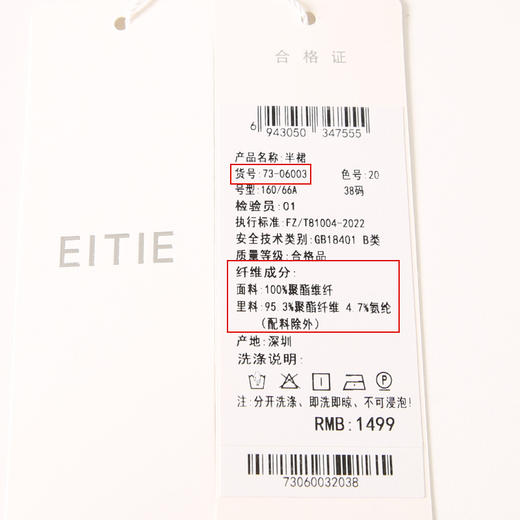 EITIE
合格证
6 943050 347555
产品名称:半裙
货号:73-06003 色号:20
号型:160/66A 38码
检验员:01
执行标准:FZ/T81004-2022
安全技术类别:GB18401 B类
质量等级:合格品
纤维成分:
面料:100%聚酯维纤
里料:95 3%聚酯纤维 4 7%氨纶
(配料除外)
产地:深圳
洗涤说明:
注:分开洗涤、即洗即晾、不可浸泡!
RMB:1499
73060032038